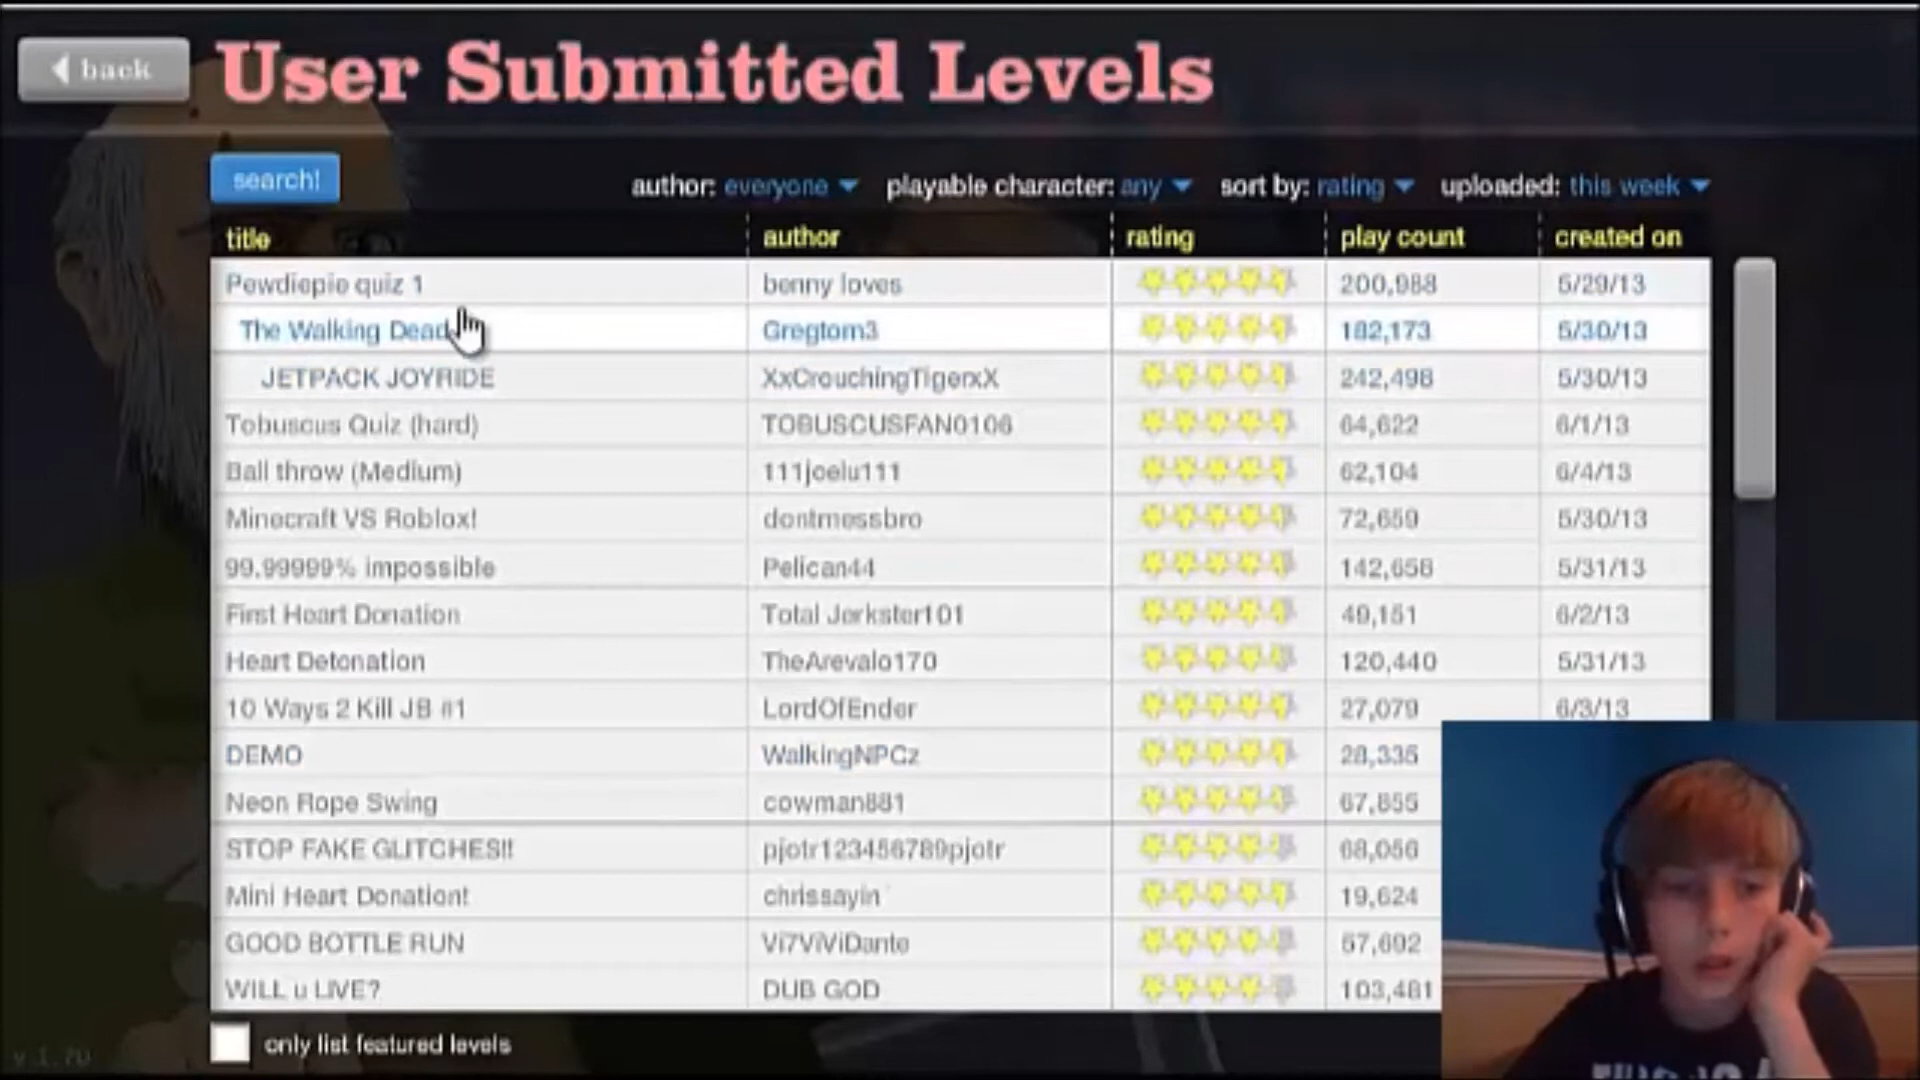 back
User Submitted Levels
search!
author: everyone playable character: any sort by: rating uploaded: this week
title author rating play count created on
Pewdiepie quiz 1 benny loves 200,988 5/29/13
The Walking Dead Gregtom3 182,173 5/30/13
JETPACK JOYRIDE XxCrouchingTigerxX 242,498 5/30/13
Tobuscus Quiz (hard) TOBUSCUSFAN0106 64,622 6/1/13
Ball throw (Medium) 111joelu111 62,104 6/4/13
Minecraft VS Roblox! dontmessbro 72,659 5/30/13
99.99999% impossible Pelican44 142,658 5/31/13
First Heart Donation Total Jerkster101 49,151 6/2/13
Heart Detonation TheArevalo170 120,440 5/31/13
10 Ways 2 Kill JB #1 LordOfEnder 27,079 6/3/13
DEMO WalkingNPCz 28,335
Neon Rope Swing cowman881 67,855
STOP FAKE GLITCHES!! pjotr123456789pjotr 68,056
Mini Heart Donation! chrissayin 19,624
GOOD BOTTLE RUN Vi7ViViDante 57,692
WILL u LIVE? DUB GOD 103,481
only list featured levels
v.1.70